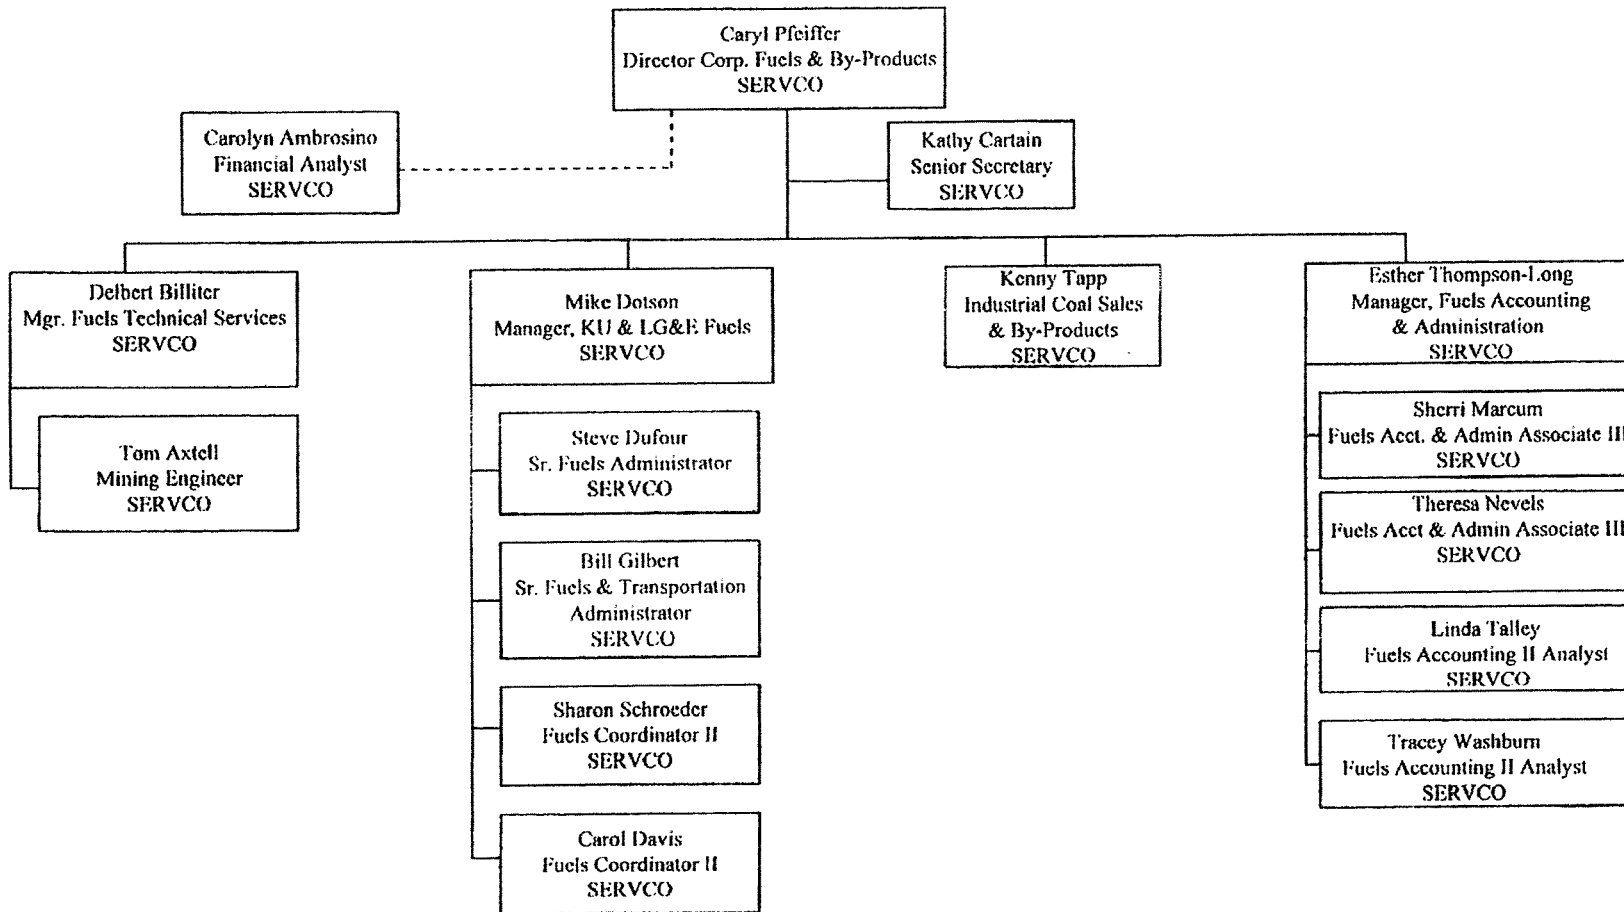 Caryl Pfeiffer
Director Corp. Fuels & By-Products
SERVCO
Carolyn Ambrosino
Financial Analyst
SERVCO
Kathy Cartain
Senior Secretary
SERVCO
Delbert Billiter
Mgr. Fuels Technical Services
SERVCO
Tom Axtell
Mining Engineer
SERVCO
Mike Dotson
Manager, KU & LG&E Fuels
SERVCO
Steve Dufour
Sr. Fuels Administrator
SERVCO
Bill Gilbert
Sr. Fuels & Transportation
Administrator
SERVCO
Sharon Schroeder
Fuels Coordinator II
SERVCO
Carol Davis
Fuels Coordinator II
SERVCO
Kenny Tapp
Industrial Coal Sales
& By-Products
SERVCO
Esther Thompson-Long
Manager, Fuels Accounting
& Administration
SERVCO
Sherri Marcum
Fuels Acct. & Admin Associate III
SERVCO
Theresa Nevels
Fuels Acct & Admin Associate III
SERVCO
Linda Talley
Fuels Accounting II Analyst
SERVCO
Tracey Washburn
Fuels Accounting II Analyst
SERVCO